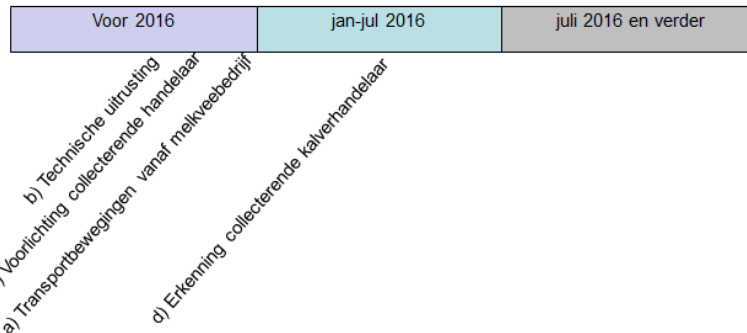 Voor 2016
jan-jul 2016
juli 2016 en verder
b) Technische uitrusting
) Voorlichting collecterende handelaar
a) Transportbewegingen vanaf melkveebedrijf
d) Erkenning collecterende kalverhandelaar